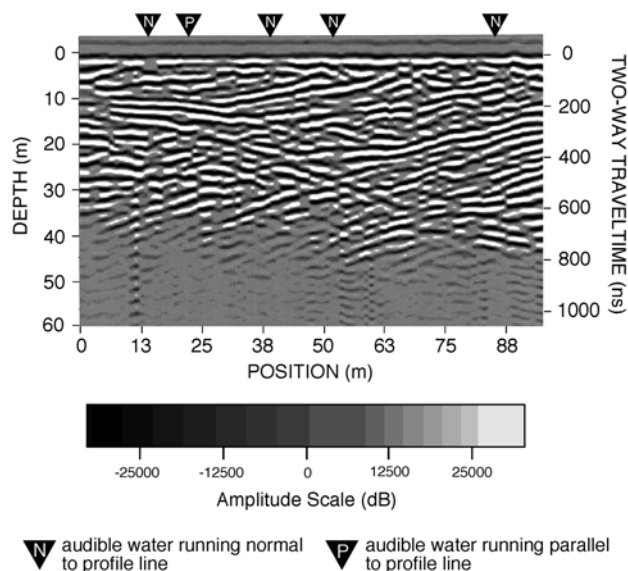 N P N N N
0 10 20 30 40 50 60
DEPTH (m)
0 200 400 600 800 1000
TWO-WAY TRAVELTIME (ns)
0 13 25 38 50 63 75 88
POSITION (m)
-25000 -12500 0 12500 25000
Amplitude Scale (dB)
N audible water running normal
to profile line
P audible water running parallel
to profile line